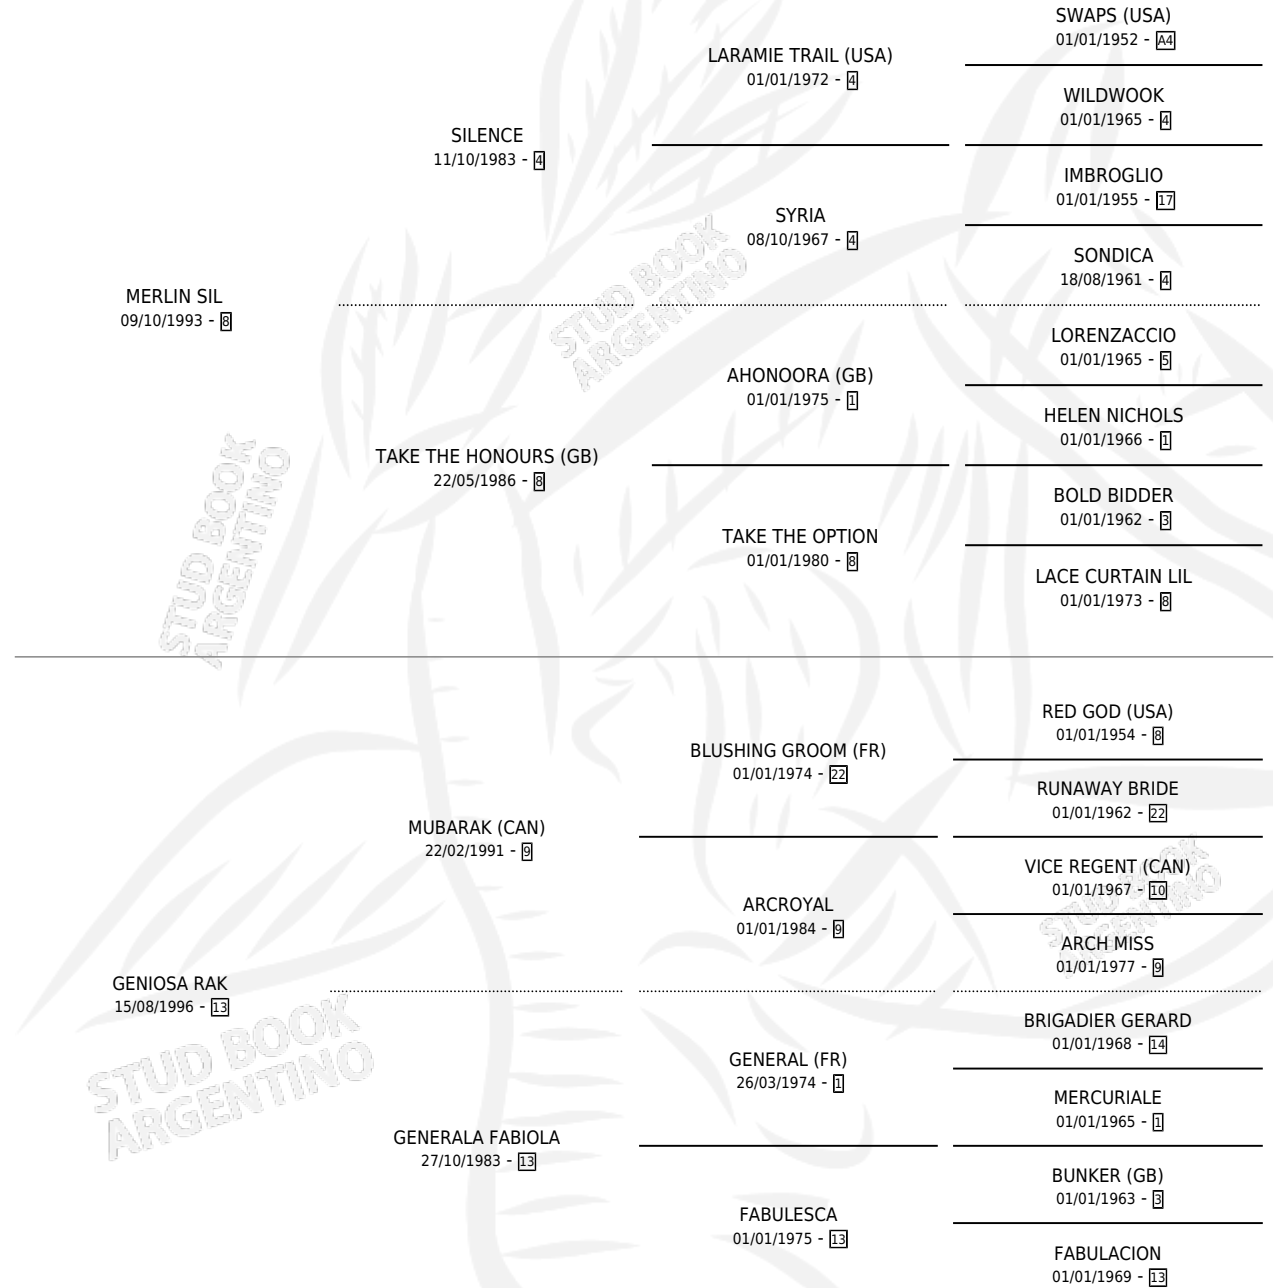 SWAPS (USA)
01/01/1952 - A4
LARAMIE TRAIL (USA)
01/01/1972 - 4
WILDWOOK
01/01/1965 - 4
SILENCE
11/10/1983 - 4
IMBROGLIO
01/01/1955 - 17
SYRIA
08/10/1967 - 4
SONDICA
18/08/1961 - 4
MERLIN SIL
09/10/1993 - 8
LORENZACCIO
01/01/1965 - 5
AHONOORA (GB)
01/01/1975 - 1
HELEN NICHOLS
01/01/1966 - 1
TAKE THE HONOURS (GB)
22/05/1986 - 8
BOLD BIDDER
01/01/1962 - 3
TAKE THE OPTION
01/01/1980 - 8
LACE CURTAIN LIL
01/01/1973 - 8
RED GOD (USA)
01/01/1954 - 8
BLUSHING GROOM (FR)
01/01/1974 - 22
RUNAWAY BRIDE
01/01/1962 - 22
MUBARAK (CAN)
22/02/1991 - 9
VICE REGENT (CAN)
01/01/1967 - 10
ARCROYAL
01/01/1984 - 9
ARCH MISS
01/01/1977 - 9
GENIOSA RAK
15/08/1996 - 13
BRIGADIER GERARD
01/01/1968 - 14
GENERAL (FR)
26/03/1974 - 1
MERCURIALE
01/01/1965 - 1
GENERALA FABIOLA
27/10/1983 - 13
BUNKER (GB)
01/01/1963 - 3
FABULESCA
01/01/1975 - 13
FABULACION
01/01/1969 - 13
STUD BOOK
ARGENTINO
STUD BOOK
ARGENTINO
STUD BOOK
ARGENTINO
STUD BOOK
ARGENTINO